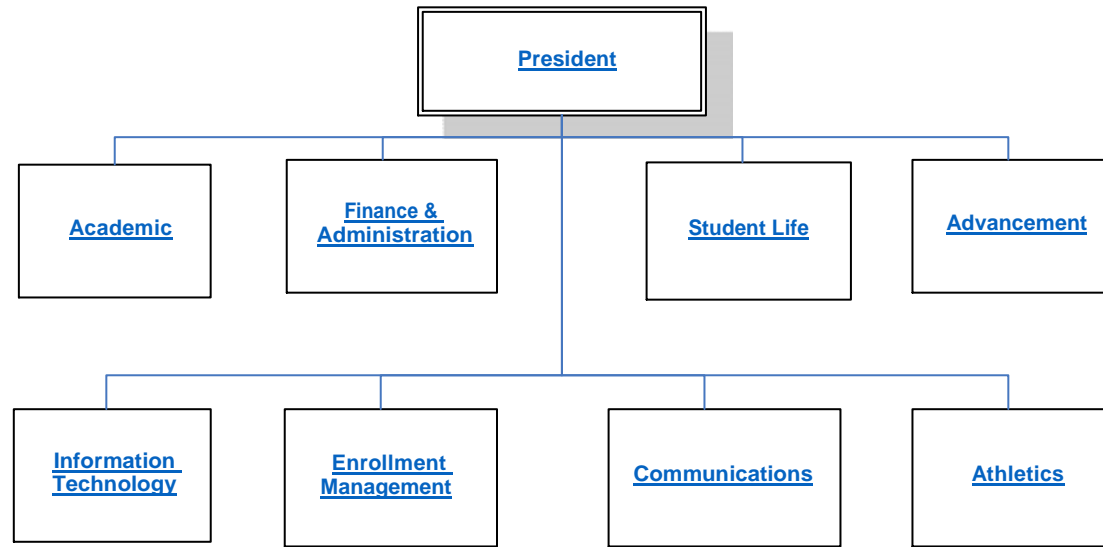 President
Academic
Finance &
Administration
Student Life
Advancement
Information
Technology
Enrollment
Management
Communications
Athletics